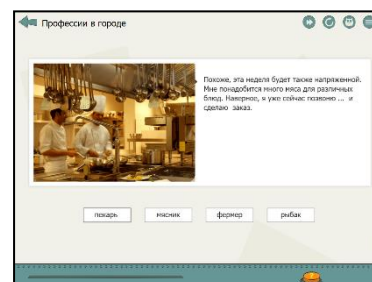 Профессии в городе
Похоже, эта неделя будет также напряженной.
Мне понадобится много мяса для различных
блюд. Наверное, я уже сейчас позвоню ... и
сделаю заказ.
пекарь
мясник
фермер
рыбак